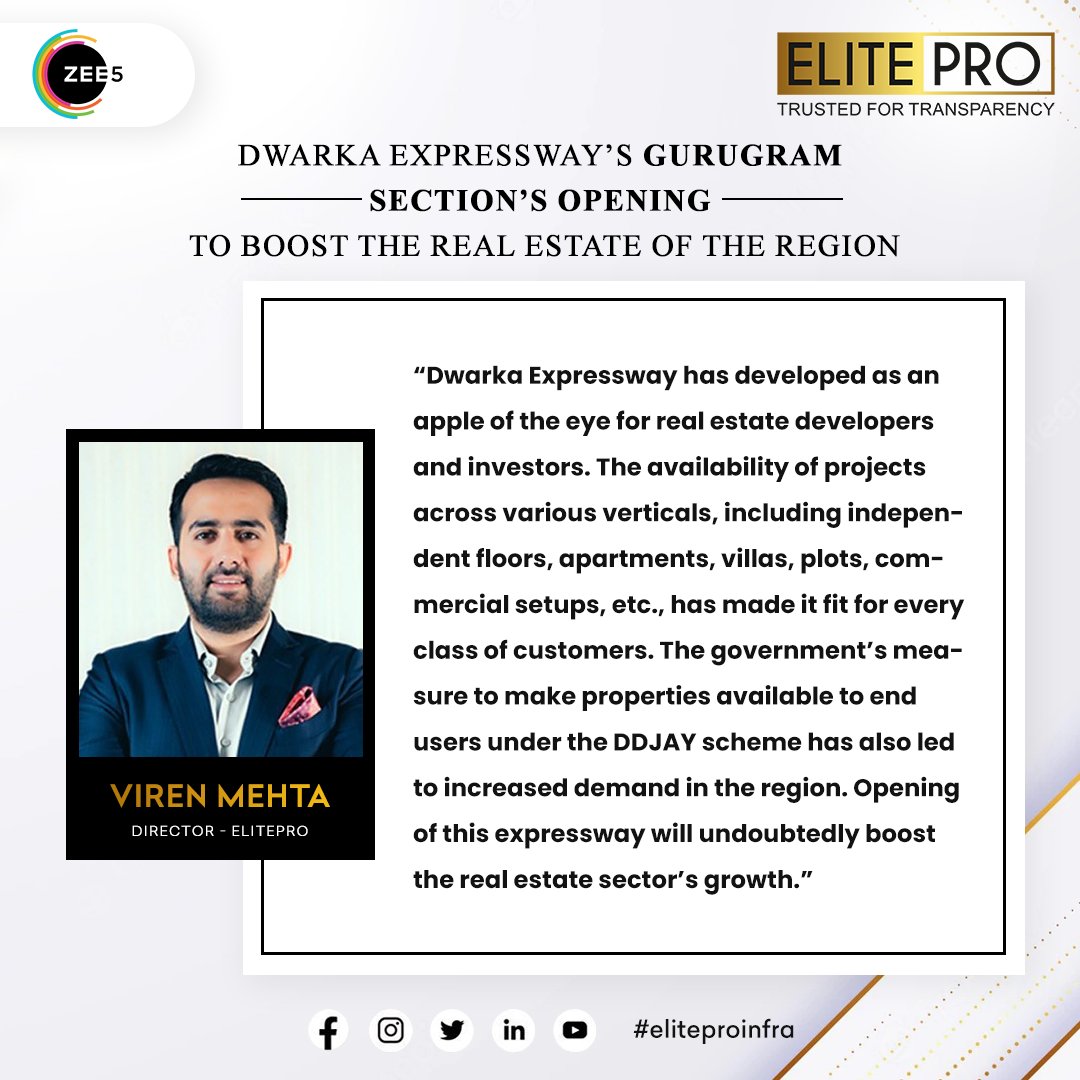 ZEE5
ELITE PRO
TRUSTED FOR TRANSPARENCY
DWARKA EXPRESSWAY’S GURUGRAM
SECTION’S OPENING
TO BOOST THE REAL ESTATE OF THE REGION
“Dwarka Expressway has developed as an
apple of the eye for real estate developers
and investors. The availability of projects
across various verticals, including indepen-
dent floors, apartments, villas, plots, com-
mercial setups, etc., has made it fit for every
class of customers. The government’s mea-
sure to make properties available to end
users under the DDJAY scheme has also led
to increased demand in the region. Opening
of this expressway will undoubtedly boost
the real estate sector’s growth.”
VIREN MEHTA
DIRECTOR - ELITEPRO
#eliteproinfra